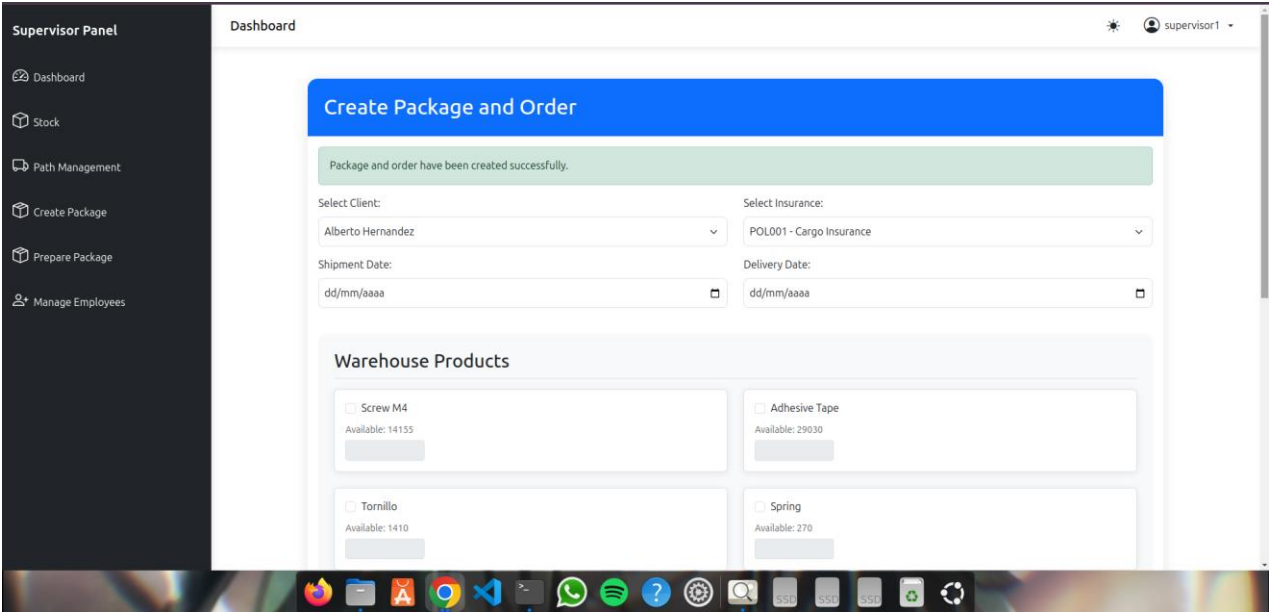 Supervisor Panel
Dashboard
Stock
Path Management
Create Package
Prepare Package
Manage Employees
Dashboard
supervisor1
Create Package and Order
Package and order have been created successfully.
Select Client:
Select Insurance:
Alberto Hernandez
POL001 - Cargo Insurance
Shipment Date:
Delivery Date:
dd/mm/aaaa
dd/mm/aaaa
Warehouse Products
Screw M4
Available: 14155
Adhesive Tape
Available: 29030
Tornillo
Available: 1410
Spring
Available: 270
SSD
SSD
SSD